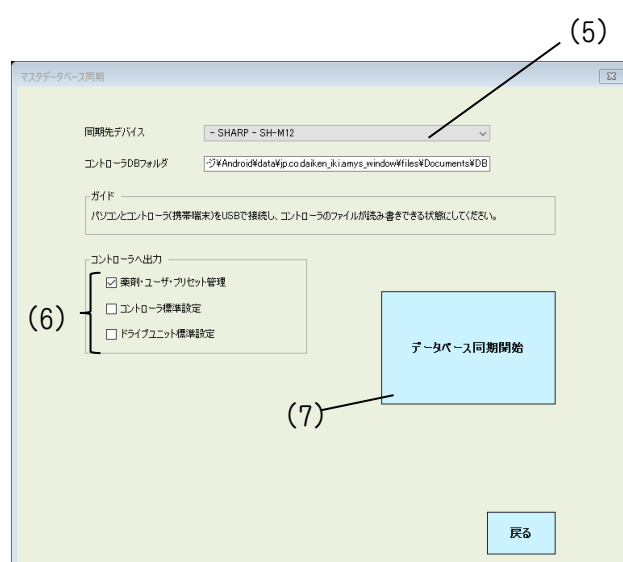 (5)
マスタデータベース同期
同期先デバイス
- SHARP - SH-M12
コントローラDBフォルダ
ｼﾞ¥Android¥data¥jp.co.daiken_iki.amys_window¥files¥Documents¥DB
ガイド
パソコンとコントローラ(携帯端末)をUSBで接続し、コントローラのファイルが読み書きできる状態にしてください。
コントローラへ出力
薬剤・ユーザ・プリセット管理
(6)
コントローラ標準設定
ドライブユニット標準設定
データベース同期開始
(7)
戻る